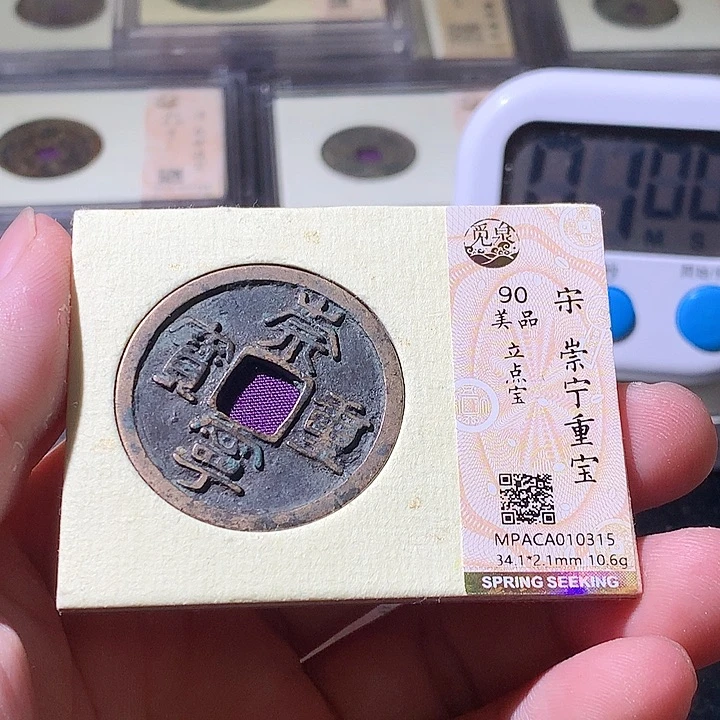 崇寧重寶
觅泉
宋 崇宁重宝
90
美品
立点宝
MPACA010315
34.1*2.1mm 10.6g
SPRING SEEKING
M S